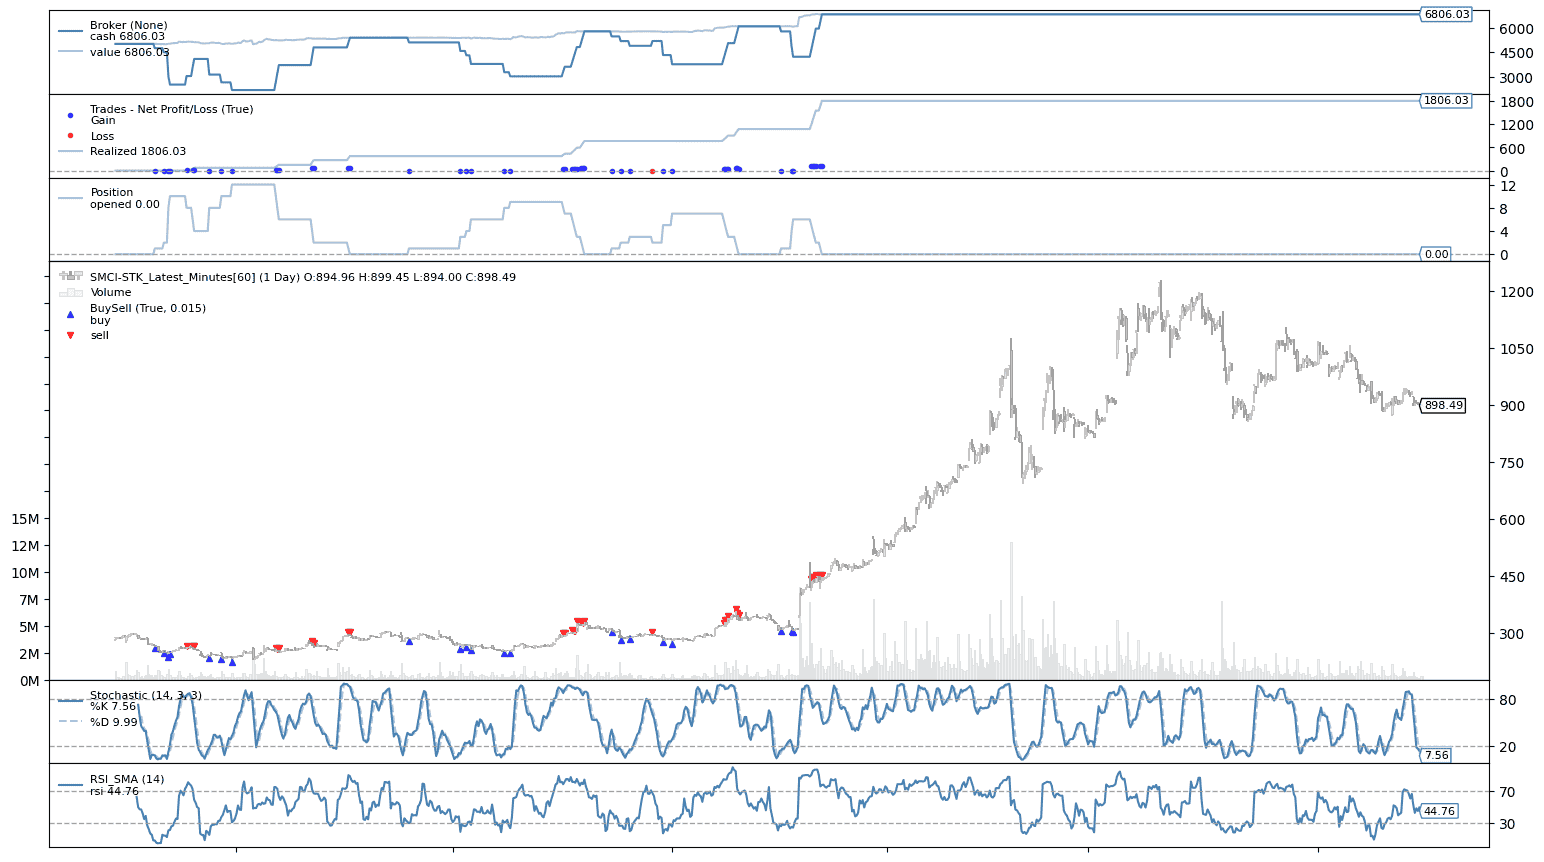 Broker (None)
cash 6806.03
value 6806.03
6806.03
6000
4500
3000
Trades - Net Profit/Loss (True)
Gain
Loss
Realized 1806.03
1806.03
1800
1200
600
0
Position
opened 0.00
12
8
4
0
0.00
SMCI-STK_Latest_Minutes[60] (1 Day) O:894.96 H:899.45 L:894.00 C:898.49
Volume
BuySell (True, 0.015)
buy
sell
1200
1050
900
898.49
750
600
450
300
15M
12M
10M
7M
5M
2M
0M
Stochastic (14, 3, 3)
%K 7.56
%D 9.99
80
20
7.56
RSI_SMA (14)
rsi 44.76
70
44.76
30